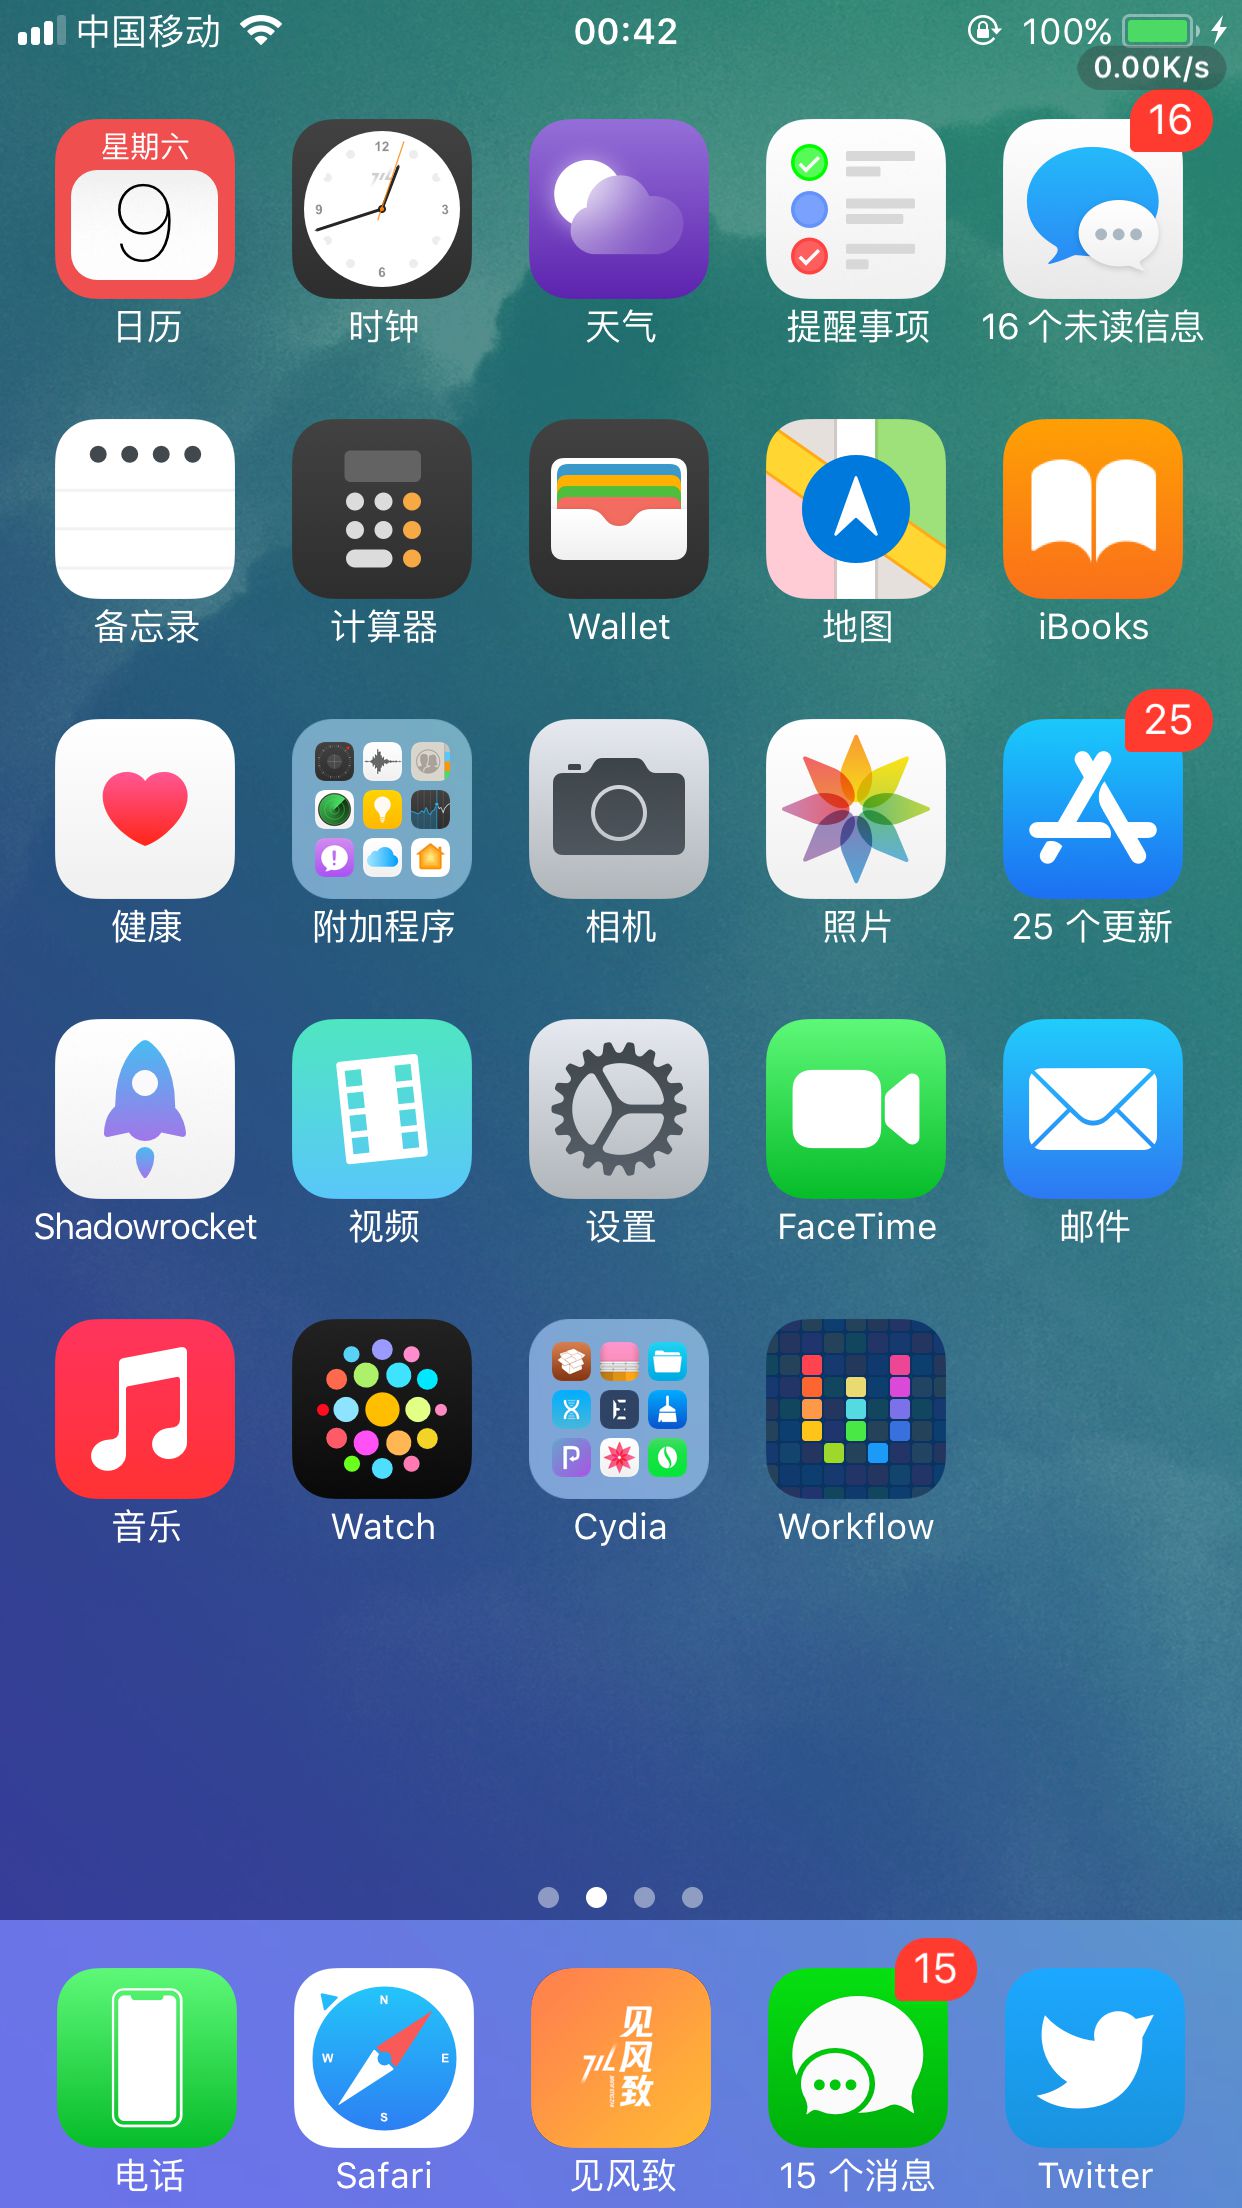 中国移动 00:42 100%
0.00K/s
16
星期六
9
12
3
6
9
日历 时钟 天气 提醒事项 16 个未读信息
备忘录 计算器 Wallet 地图 iBooks
25
健康 附加程序 相机 照片 25 个更新
Shadowrocket 视频 设置 FaceTime 邮件
音乐 Watch Cydia Workflow
15
N
W E
S
见风致
电话 Safari 见风致 15 个消息 Twitter